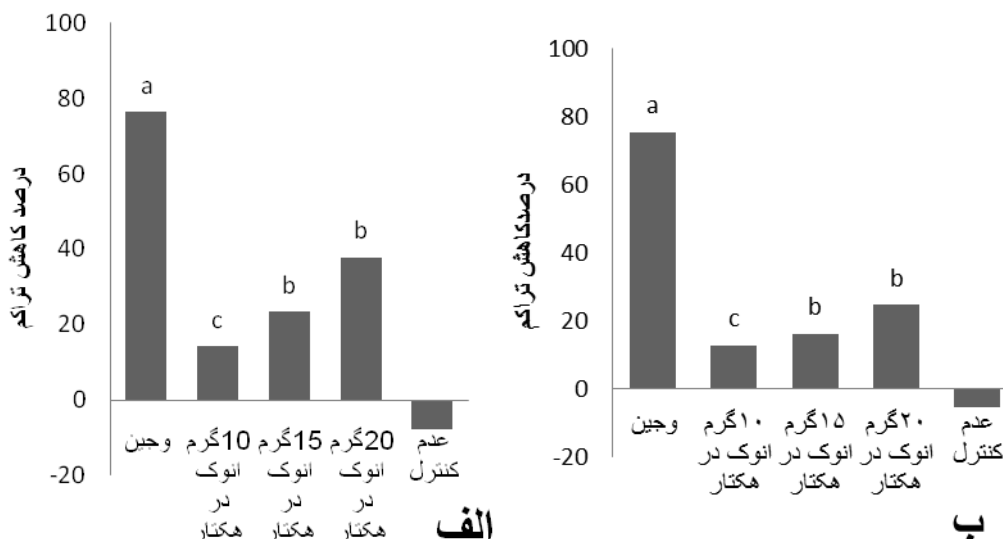 درصد کاهش تراکم
100
80
60
40
20
0
-20
a
c
b
b
وجین
10گرم
انوک
در
هکتار
15گرم
انوک
در
هکتار
20گرم
انوک
در
هکتار
عدم
کنترل
الف
درصدکاهش تراکم
100
80
60
40
20
0
-20
a
c
b
b
وجین
۱۰گرم
انوک در
هکتار
۱۵گرم
انوک در
هکتار
۲۰گرم
انوک در
هکتار
عدم
کنترل
ب